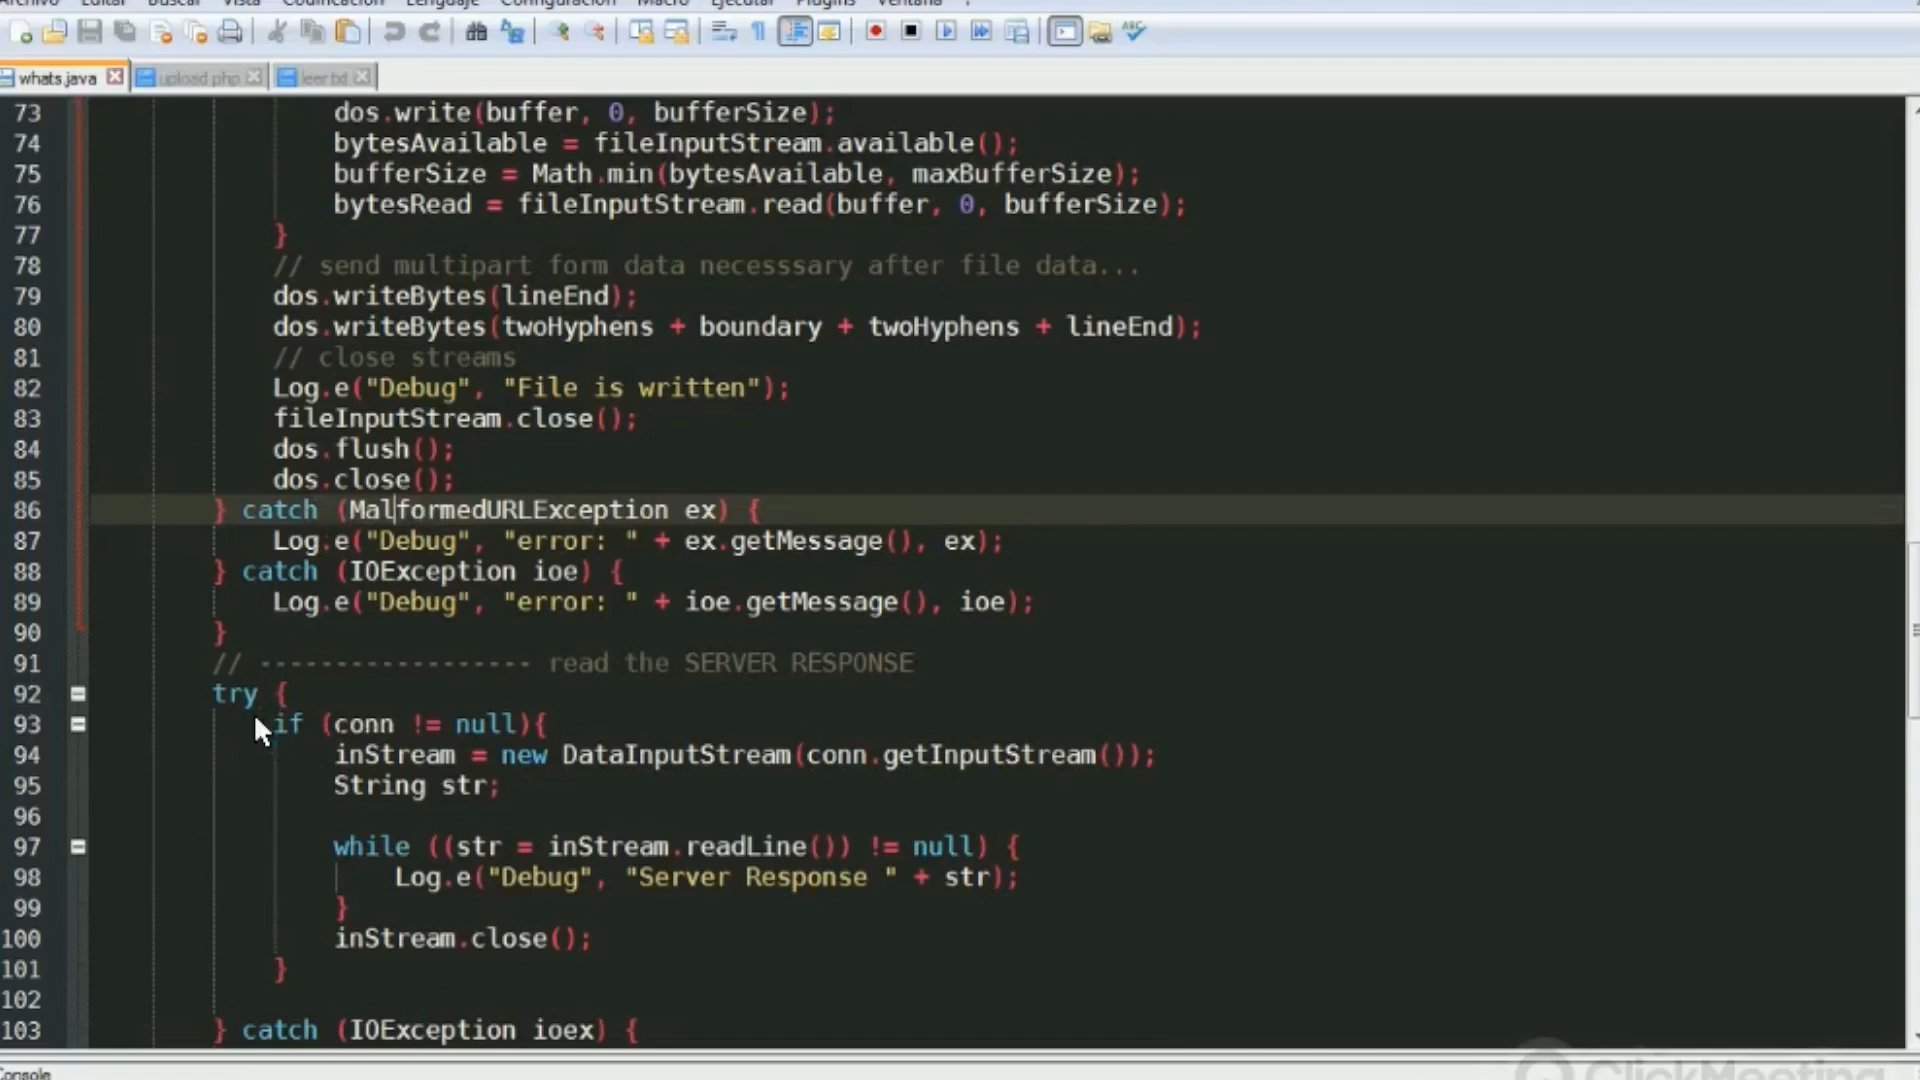 Archivo Editar Buscar Vista Codificación Lenguaje Configuración Macro Ejecutar Plugins Ventana ?
whats.java upload.php leer.txt
73 dos.write(buffer, 0, bufferSize);
74 bytesAvailable = fileInputStream.available();
75 bufferSize = Math.min(bytesAvailable, maxBufferSize);
76 bytesRead = fileInputStream.read(buffer, 0, bufferSize);
77 }
78 // send multipart form data necesssary after file data...
79 dos.writeBytes(lineEnd);
80 dos.writeBytes(twoHyphens + boundary + twoHyphens + lineEnd);
81 // close streams
82 Log.e("Debug", "File is written");
83 fileInputStream.close();
84 dos.flush();
85 dos.close();
86 } catch (MalformedURLException ex) {
87 Log.e("Debug", "error: " + ex.getMessage(), ex);
88 } catch (IOException ioe) {
89 Log.e("Debug", "error: " + ioe.getMessage(), ioe);
90 }
91 // ------------------ read the SERVER RESPONSE
92 try {
93 if (conn != null){
94 inStream = new DataInputStream(conn.getInputStream());
95 String str;
96
97 while ((str = inStream.readLine()) != null) {
98 Log.e("Debug", "Server Response " + str);
99 }
100 inStream.close();
101 }
102
103 } catch (IOException ioex) {
Console
ClickMeeting